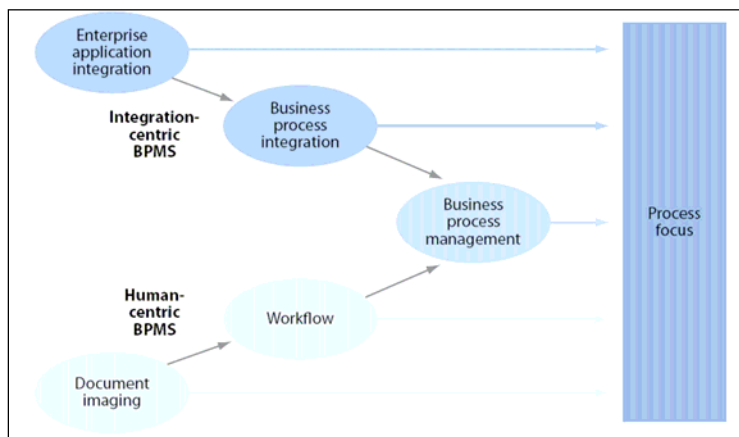 Enterprise
application
integration
Integration-
centric
BPMS
Business
process
integration
Business
process
management
Process
focus
Human-
centric
BPMS
Workflow
Document
imaging